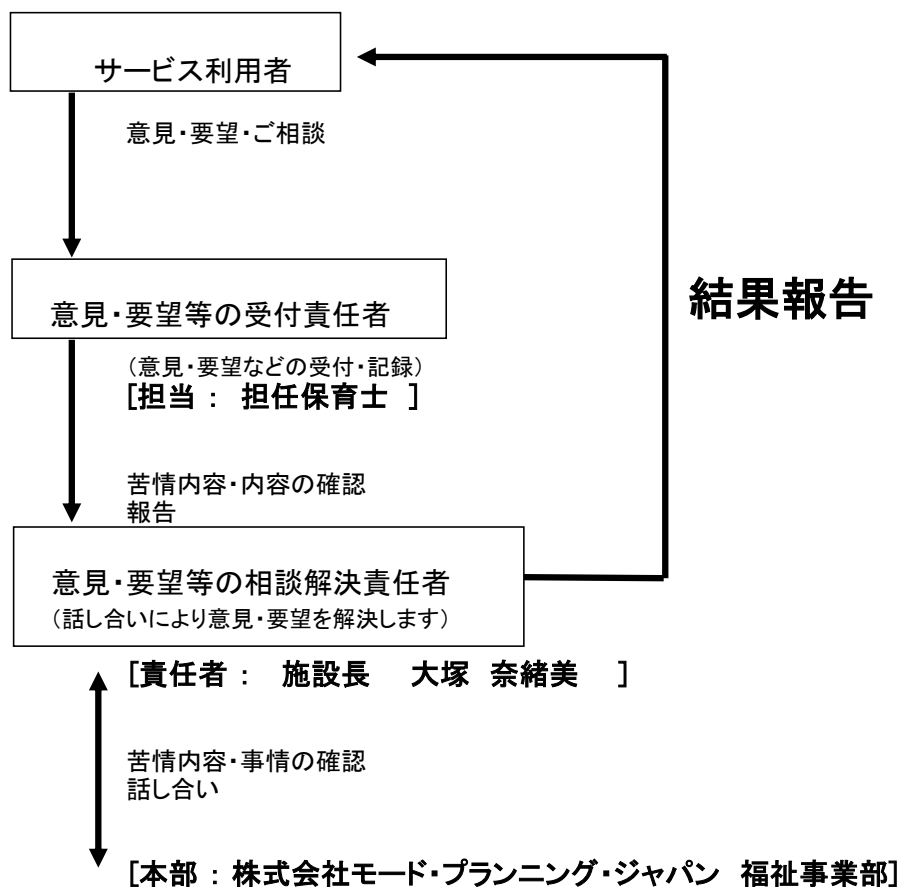 サービス利用者
意見・要望・ご相談
意見・要望等の受付責任者
（意見・要望などの受付・記録）
［担当 ： 担任保育士 ］
苦情内容・内容の確認
報告
意見・要望等の相談解決責任者
（話し合いにより意見・要望を解決します）
［責任者 ： 施設長　大塚 奈緒美 ］
苦情内容・事情の確認
話し合い
［本部 ： 株式会社モード・プランニング・ジャパン 福祉事業部］
結果報告